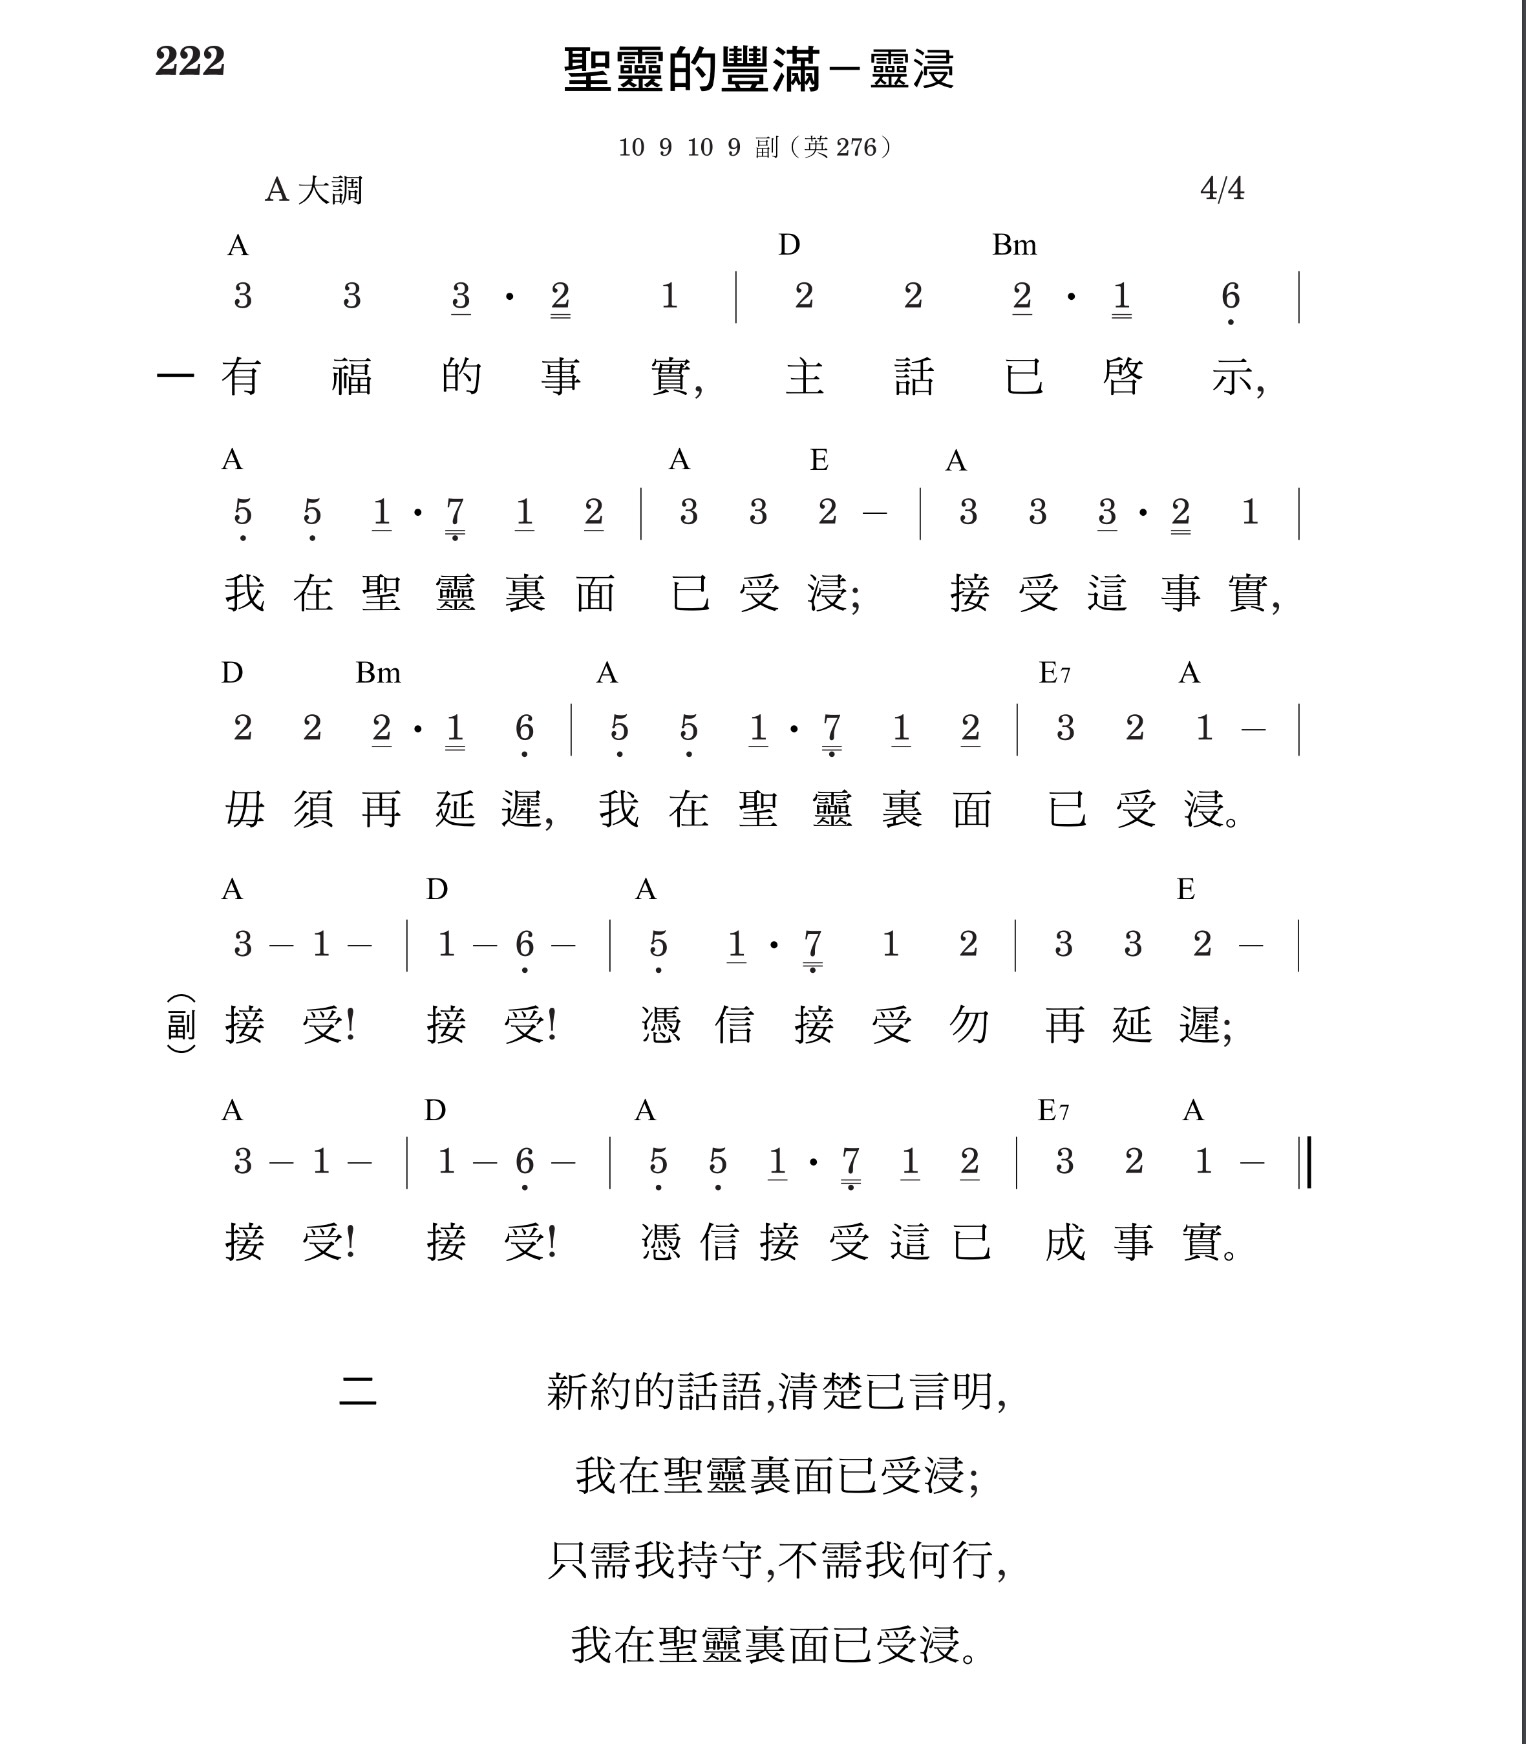 222
聖靈的豐滿－靈浸
10 9 10 9 副（英 276）
A 大調 4/4
A D Bm
3 3 3 · 2 1 | 2 2 2 · 1 6 |
一 有福的事實, 主話已啓示,
A A E A
5 5 1 · 7 1 2 | 3 3 2 – | 3 3 3 · 2 1 |
我在聖靈裏面已受浸; 接受這事實,
D Bm A E7 A
2 2 2 · 1 6 | 5 5 1 · 7 1 2 | 3 2 1 – |
毋須再延遲, 我在聖靈裏面已受浸。
A D A E
3 – 1 – | 1 – 6 – | 5 1 · 7 1 2 | 3 3 2 – |
（副） 接受! 接受! 憑信接受勿再延遲;
A D A E7 A
3 – 1 – | 1 – 6 – | 5 5 1 · 7 1 2 | 3 2 1 – ‖
接受! 接受! 憑信接受這已成事實。
二 新約的話語,清楚已言明,
我在聖靈裏面已受浸;
只需我持守,不需我何行,
我在聖靈裏面已受浸。